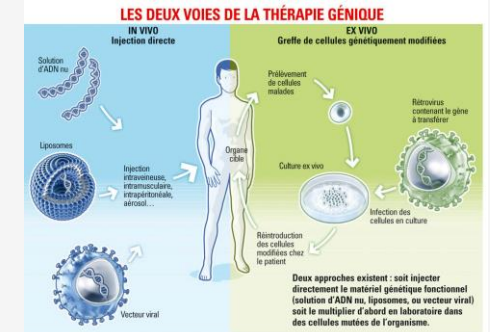 LES DEUX VOIES DE LA THÉRAPIE GÉNIQUE
IN VIVO
Injection directe
EX VIVO
Greffe de cellules génétiquement modifiées
Solution
d'ADN nu
Liposomes
Injection
intraveineuse,
intramusculaire,
intrapéritonéale,
aérosol...
Vecteur viral
Organe
cible
Prélèvement
de cellules
malades
Rétrovirus
contenant le gène
à transférer
Culture ex vivo
Infection des
cellules en culture
Réintroduction
des cellules
modifiées chez
le patient
Deux approches existent : soit injecter
directement le matériel génétique fonctionnel
(solution d'ADN nu, liposomes, ou vecteur viral)
soit le multiplier d'abord en laboratoire dans
des cellules mutées de l'organisme.